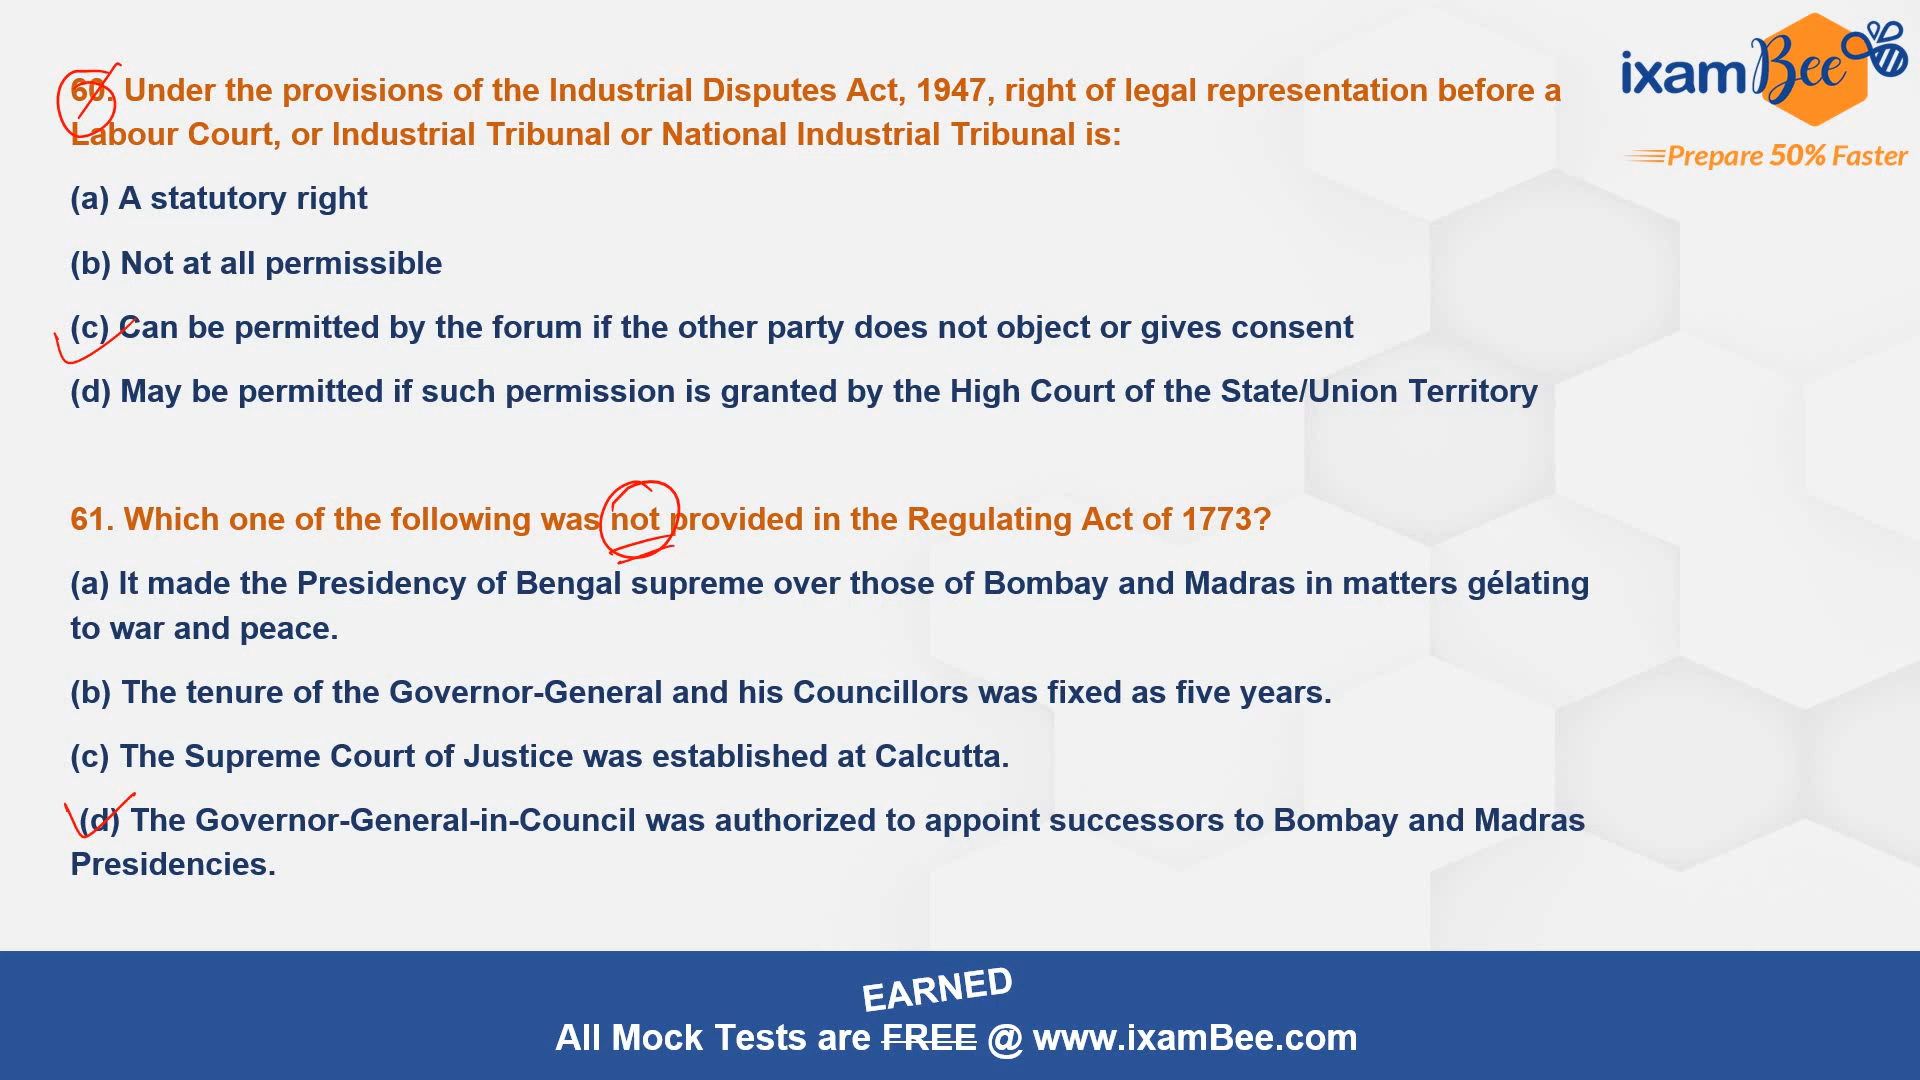 ixamBee
Prepare 50% Faster
60. Under the provisions of the Industrial Disputes Act, 1947, right of legal representation before a
Labour Court, or Industrial Tribunal or National Industrial Tribunal is:
(a) A statutory right
(b) Not at all permissible
(c) Can be permitted by the forum if the other party does not object or gives consent
(d) May be permitted if such permission is granted by the High Court of the State/Union Territory
61. Which one of the following was not provided in the Regulating Act of 1773?
(a) It made the Presidency of Bengal supreme over those of Bombay and Madras in matters gélating
to war and peace.
(b) The tenure of the Governor-General and his Councillors was fixed as five years.
(c) The Supreme Court of Justice was established at Calcutta.
(d) The Governor-General-in-Council was authorized to appoint successors to Bombay and Madras
Presidencies.
EARNED
All Mock Tests are FREE @ www.ixamBee.com